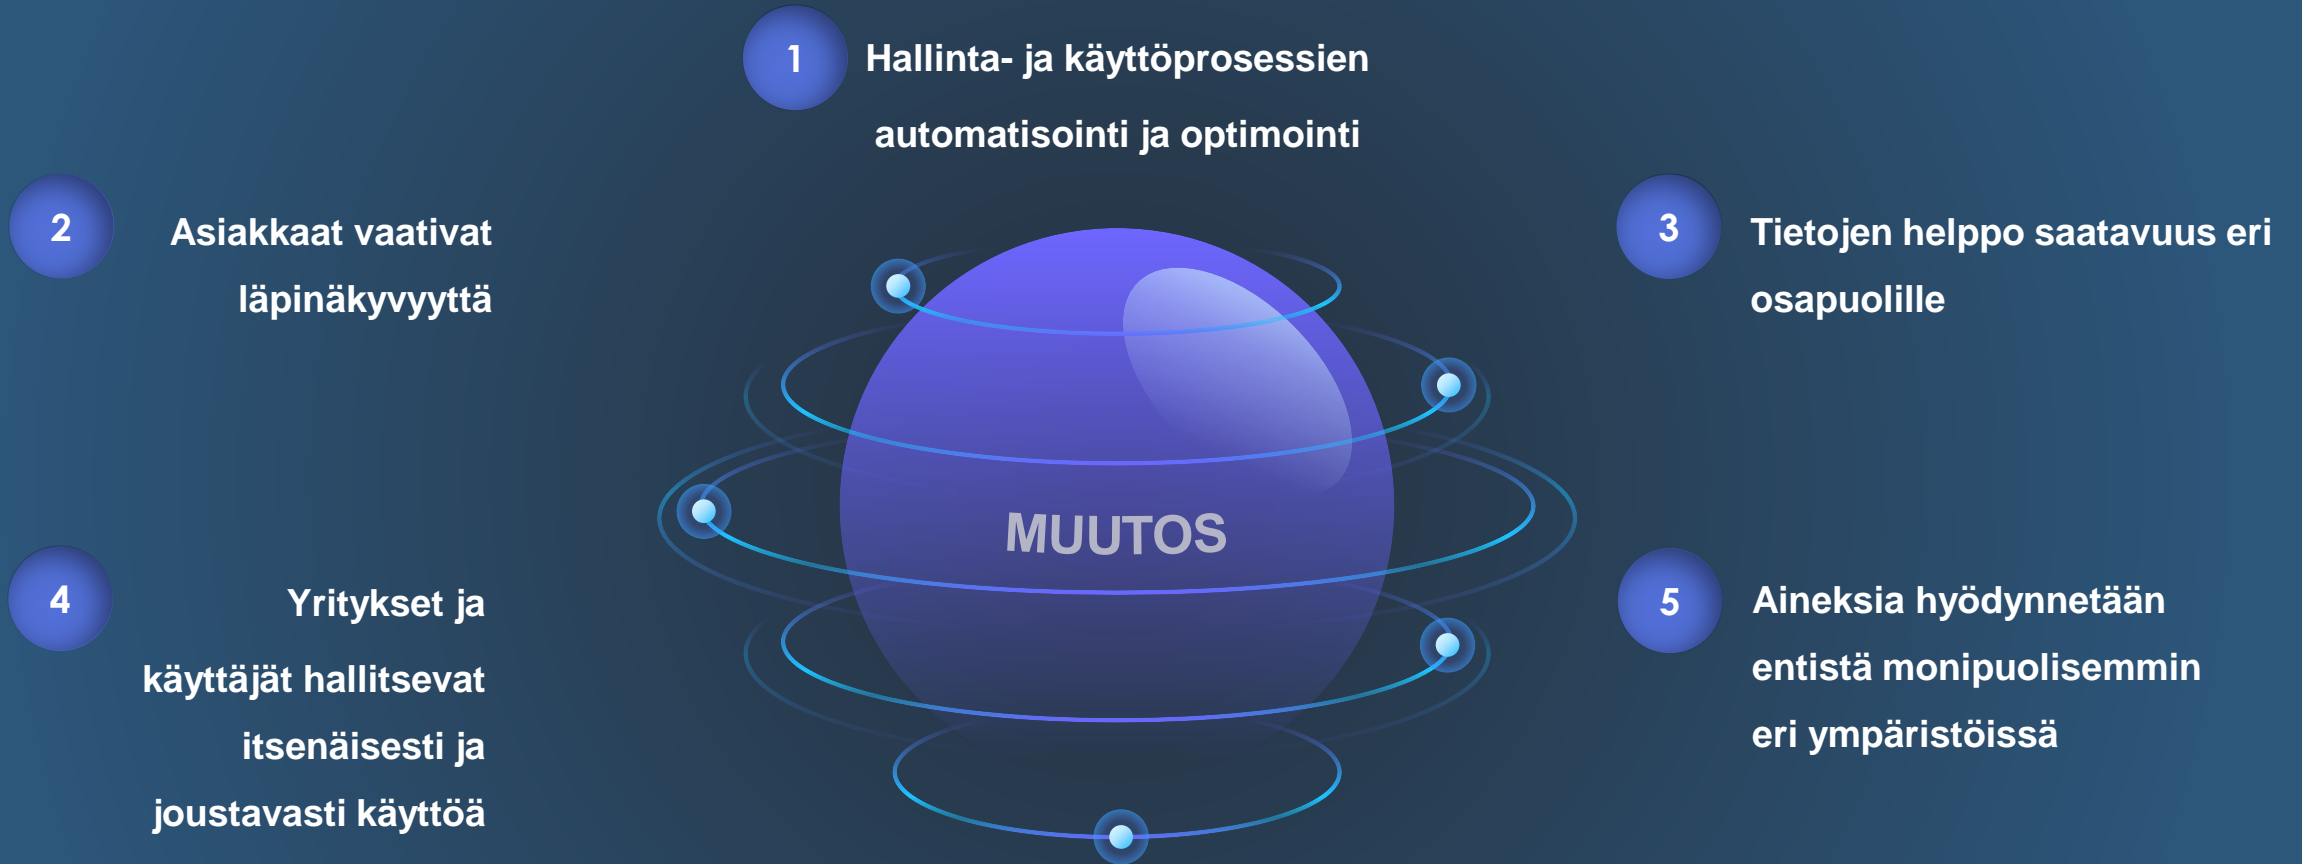 1
Hallinta- ja käyttöprosessien
automatisointi ja optimointi
2
Asiakkaat vaativat
läpinäkyvyyttä
3
Tietojen helppo saatavuus eri
osapuolille
MUUTOS
4
Yritykset ja
käyttäjät hallitsevat
itsenäisesti ja
joustavasti käyttöä
5
Aineksia hyödynnetään
entistä monipuolisemmin
eri ympäristöissä